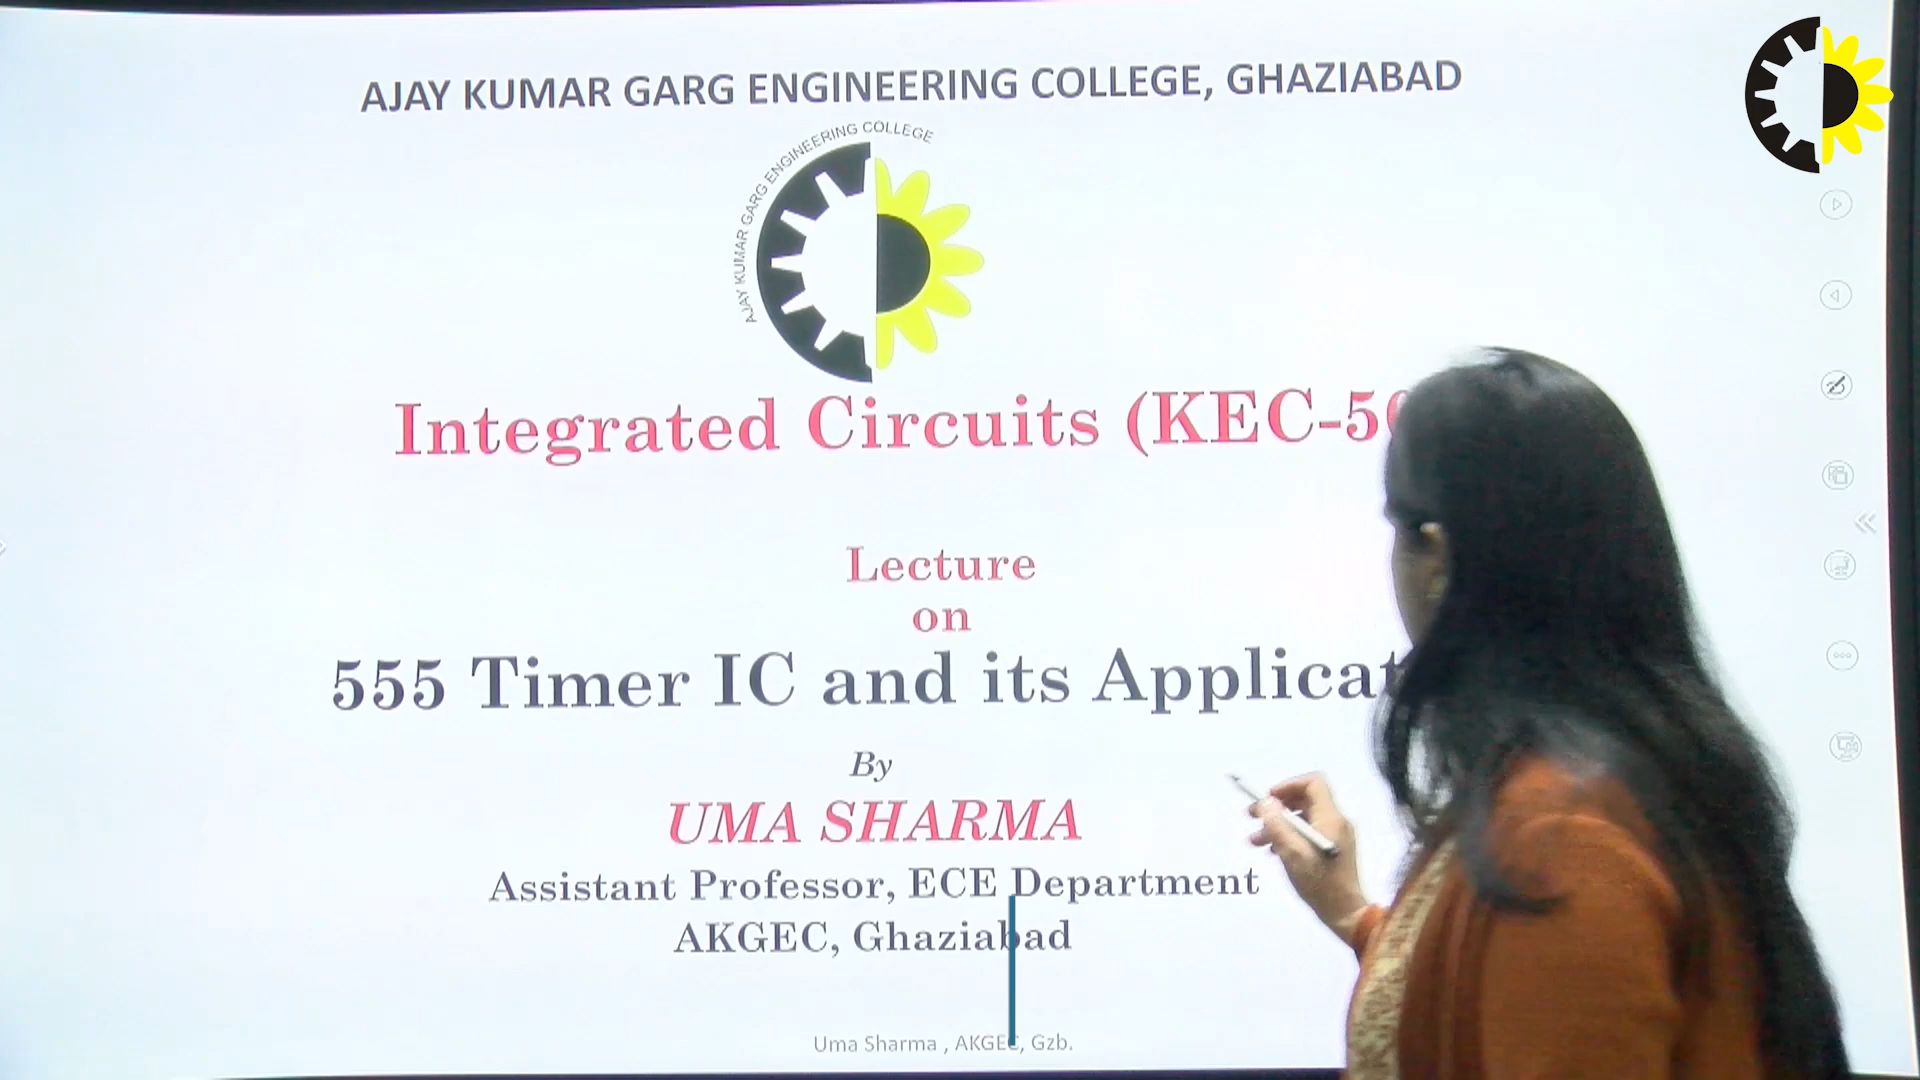 AJAY KUMAR GARG ENGINEERING COLLEGE, GHAZIABAD
AJAY KUMAR GARG ENGINEERING COLLEGE
Integrated Circuits (KEC-50
Lecture
on
555 Timer IC and its Applicat
By
UMA SHARMA
Assistant Professor, ECE Department
AKGEC, Ghaziabad
Uma Sharma , AKGEC, Gzb.